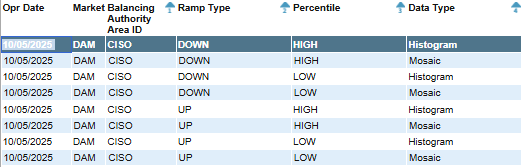 Opr Date Market Balancing Authority Area ID Ramp Type 1 Percentile 2 Data Type 3 4
10/05/2025 DAM CISO DOWN HIGH Histogram
10/05/2025 DAM CISO DOWN HIGH Mosaic
10/05/2025 DAM CISO DOWN LOW Histogram
10/05/2025 DAM CISO DOWN LOW Mosaic
10/05/2025 DAM CISO UP HIGH Histogram
10/05/2025 DAM CISO UP HIGH Mosaic
10/05/2025 DAM CISO UP LOW Histogram
10/05/2025 DAM CISO UP LOW Mosaic